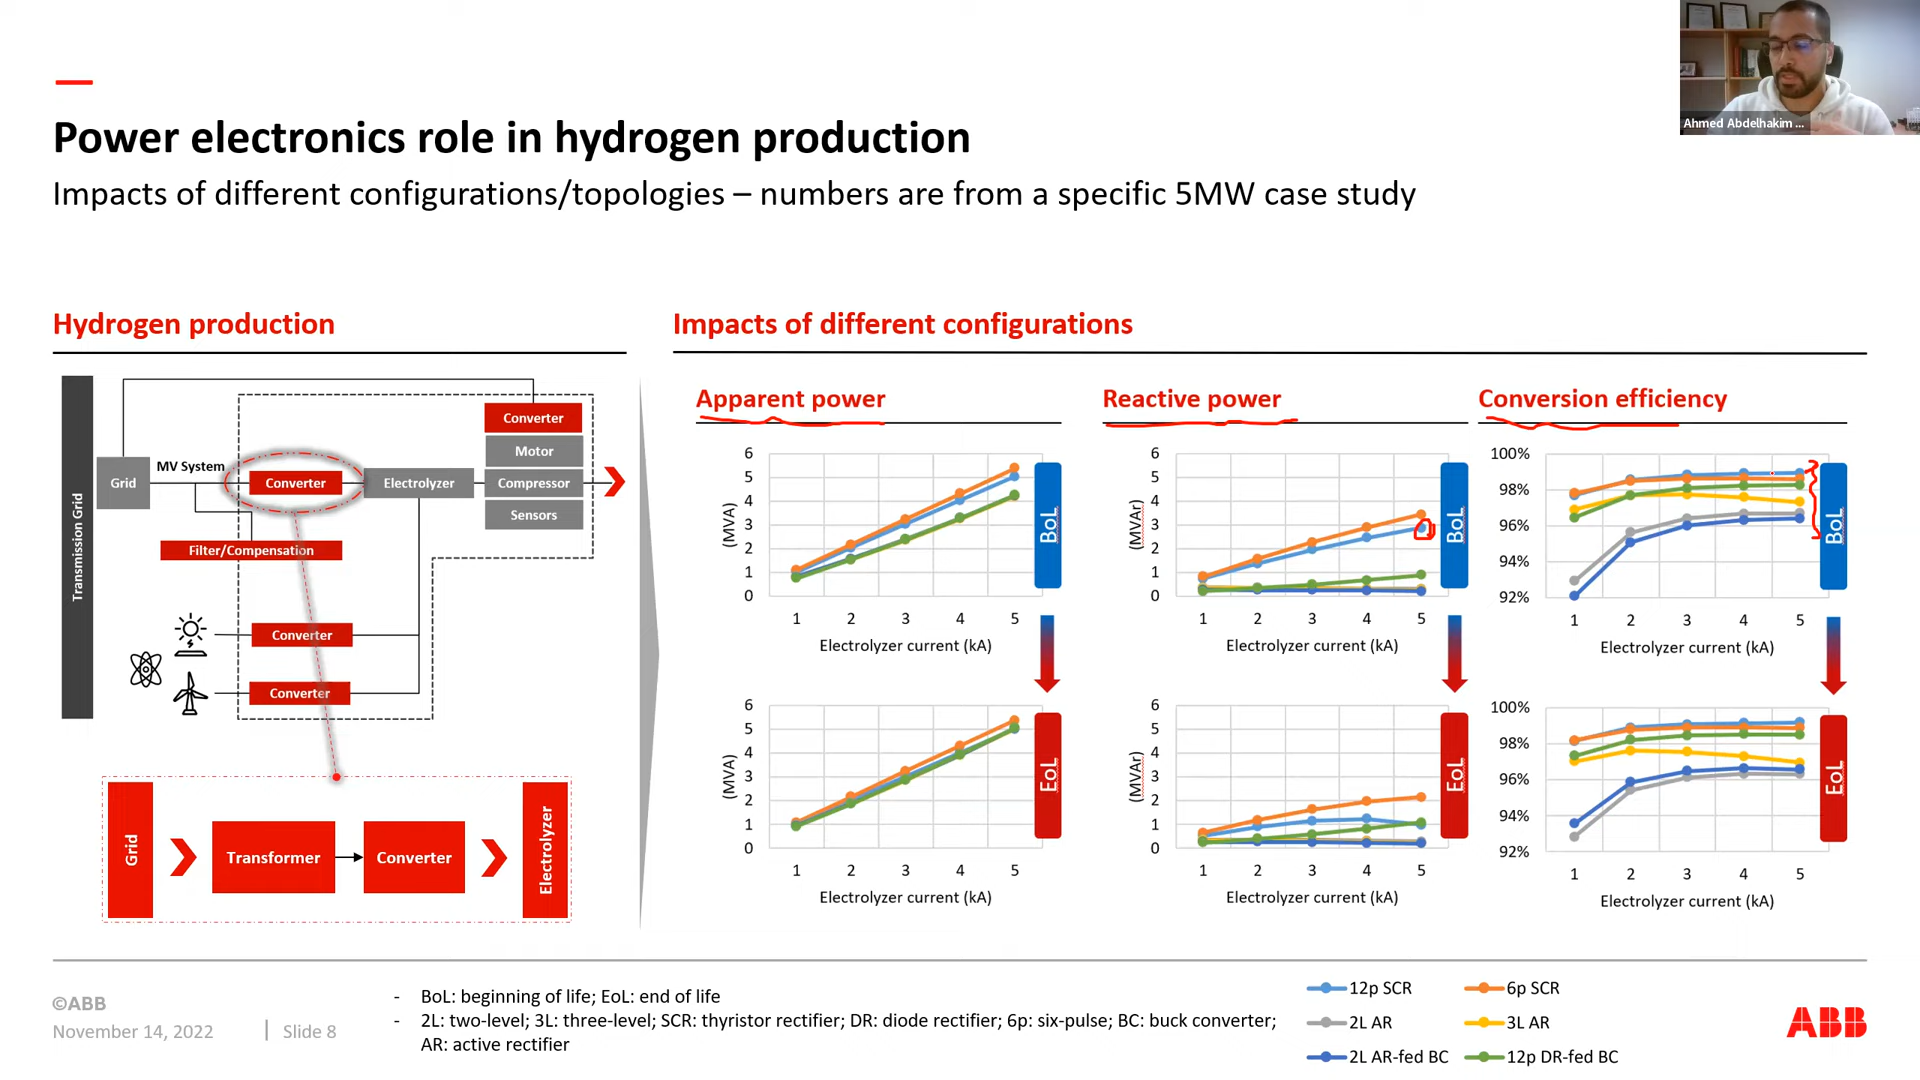 Ahmed Abdelhakim ...
Power electronics role in hydrogen production
Impacts of different configurations/topologies – numbers are from a specific 5MW case study
Hydrogen production
Transmission Grid
Grid
MV System
Converter
Electrolyzer
Converter
Motor
Compressor
Sensors
Filter/Compensation
Converter
Converter
Grid
Transformer
Converter
Electrolyzer
Impacts of different configurations
Apparent power
(MVA)
6
5
4
3
2
1
0
1 2 3 4 5
Electrolyzer current (kA)
BoL
(MVA)
6
5
4
3
2
1
0
1 2 3 4 5
Electrolyzer current (kA)
EoL
Reactive power
(MVAr)
6
5
4
3
2
1
0
1 2 3 4 5
Electrolyzer current (kA)
BoL
(MVAr)
6
5
4
3
2
1
0
1 2 3 4 5
Electrolyzer current (kA)
EoL
Conversion efficiency
100%
98%
96%
94%
92%
1 2 3 4 5
Electrolyzer current (kA)
BoL
100%
98%
96%
94%
92%
1 2 3 4 5
Electrolyzer current (kA)
EoL
©ABB
November 14, 2022 | Slide 8
- BoL: beginning of life; EoL: end of life
- 2L: two-level; 3L: three-level; SCR: thyristor rectifier; DR: diode rectifier; 6p: six-pulse; BC: buck converter;
AR: active rectifier
12p SCR 6p SCR
2L AR 3L AR
2L AR-fed BC 12p DR-fed BC
ABB